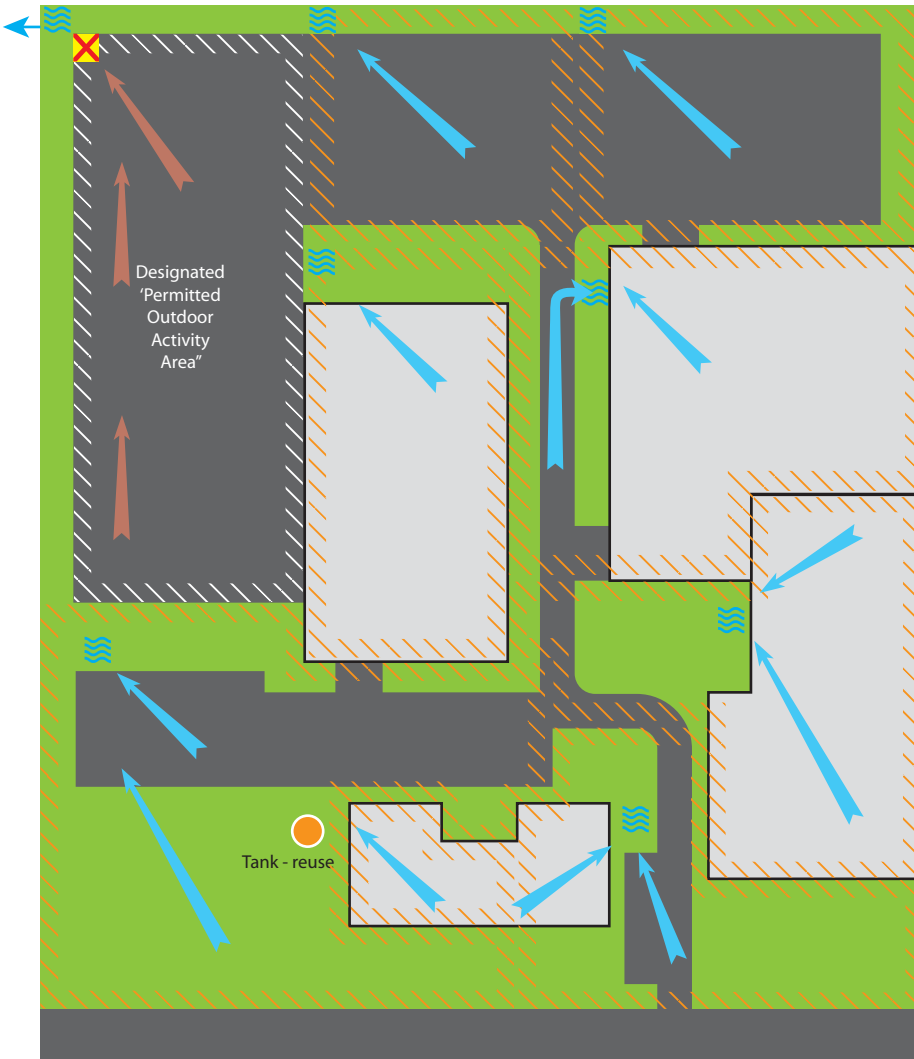 Designated
‘Permitted
Outdoor
Activity
Area”
Tank - reuse